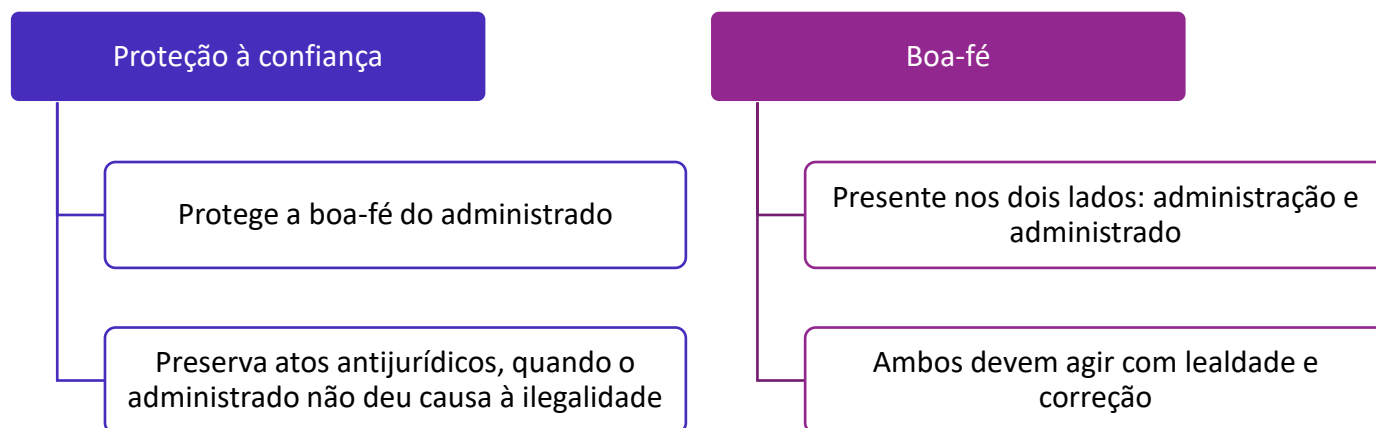 Proteção à confiança
Protege a boa-fé do administrado
Preserva atos antijurídicos, quando o
administrado não deu causa à ilegalidade
Boa-fé
Presente nos dois lados: administração e
administrado
Ambos devem agir com lealdade e
correção